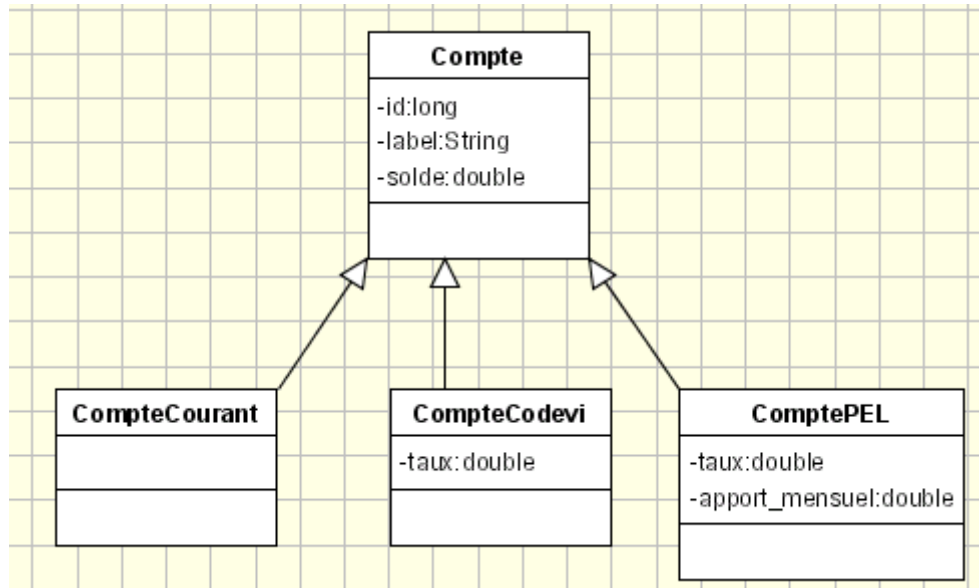 Compte
-id:long
-label:String
-solde:double
CompteCourant
CompteCodevi
-taux:double
ComptePEL
-taux:double
-apport_mensuel:double